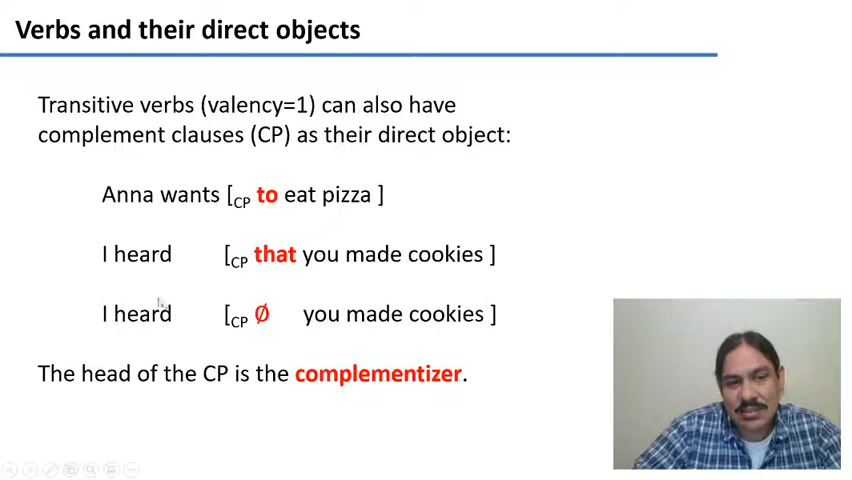 Verbs and their direct objects
Transitive verbs (valency=1) can also have
complement clauses (CP) as their direct object:
Anna wants [CP to eat pizza ]
I heard [CP that you made cookies ]
I heard [CP Ø you made cookies ]
The head of the CP is the complementizer.